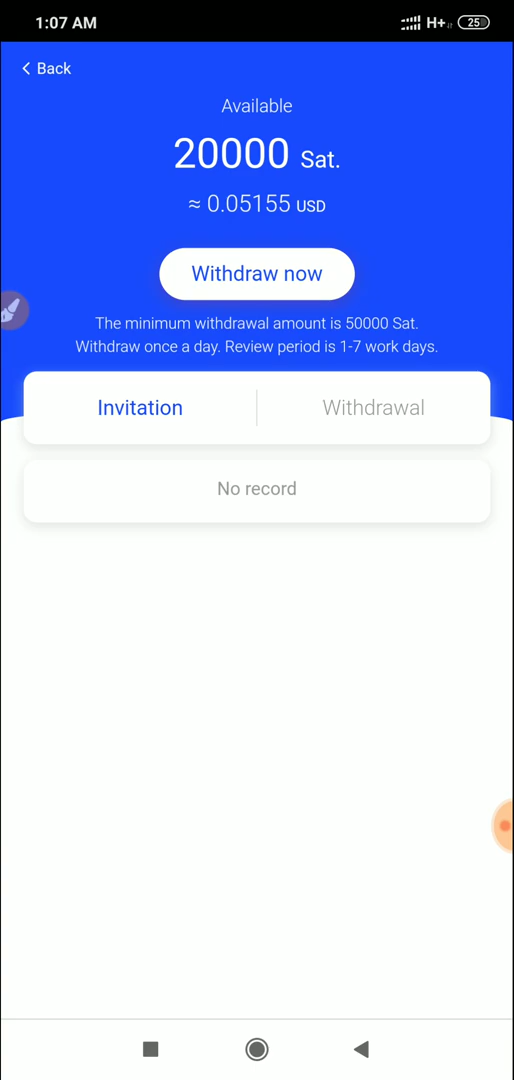 1:07 AM
H+
25
Back
Available
20000 Sat.
≈ 0.05155 USD
Withdraw now
The minimum withdrawal amount is 50000 Sat.
Withdraw once a day. Review period is 1-7 work days.
Invitation
Withdrawal
No record